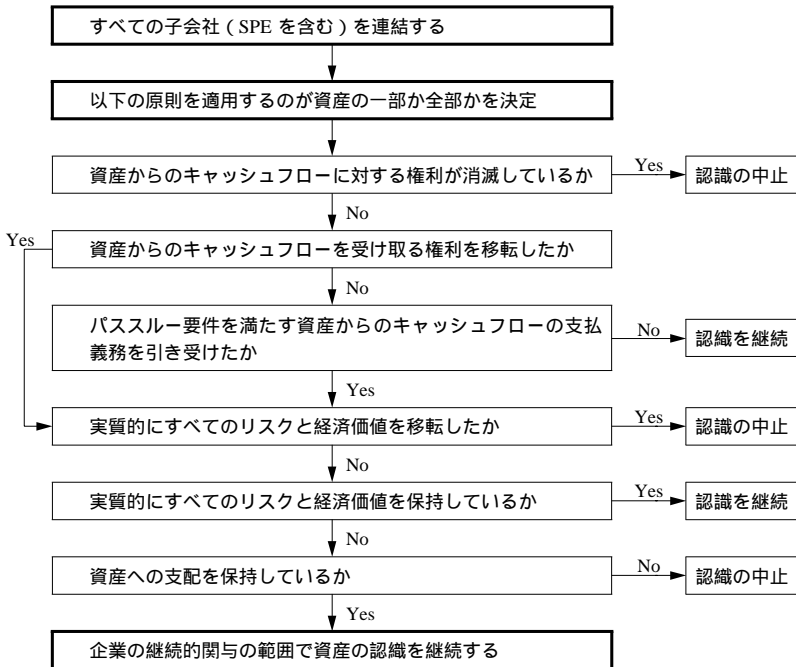 すべての子会社（SPE を含む）を連結する
以下の原則を適用するのが資産の一部か全部かを決定
資産からのキャッシュフローに対する権利が消滅しているか
Yes
認識の中止
No
Yes
資産からのキャッシュフローを受け取る権利を移転したか
No
パススルー要件を満たす資産からのキャッシュフローの支払
義務を引き受けたか
No
認識を継続
Yes
実質的にすべてのリスクと経済価値を移転したか
Yes
認識の中止
No
実質的にすべてのリスクと経済価値を保持しているか
Yes
認識を継続
No
資産への支配を保持しているか
No
認識の中止
Yes
企業の継続的関与の範囲で資産の認識を継続する